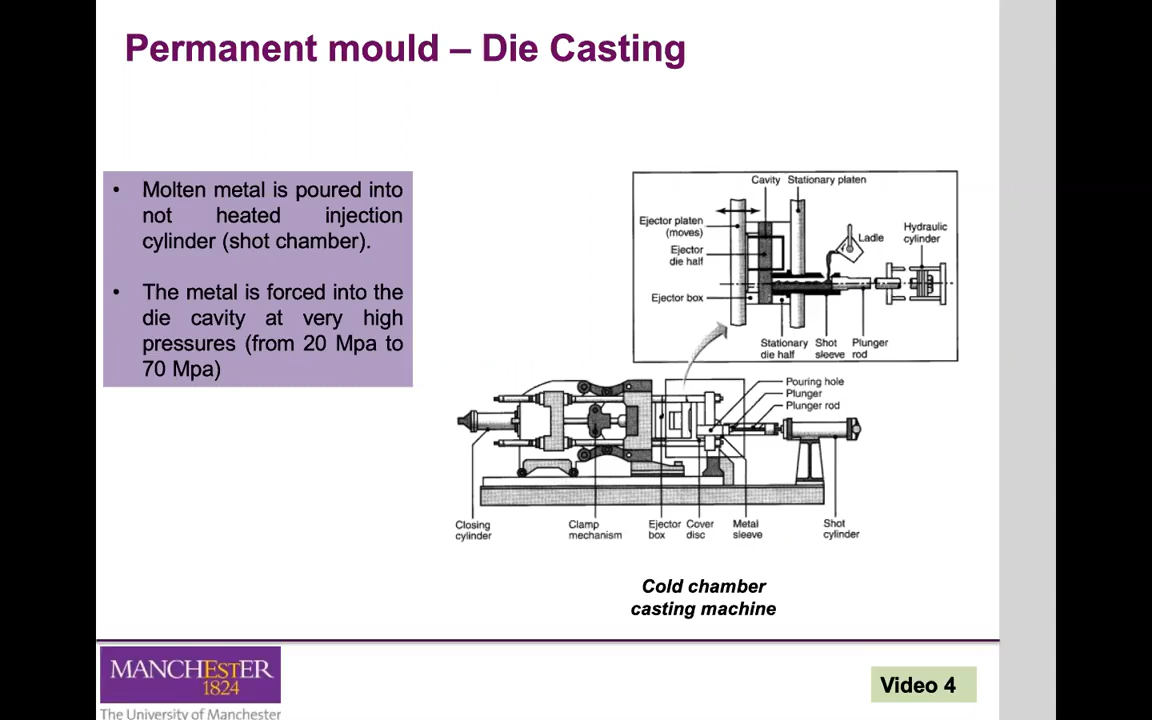 Permanent mould – Die Casting
• Molten metal is poured into
not heated injection
cylinder (shot chamber).
• The metal is forced into the
die cavity at very high
pressures (from 20 Mpa to
70 Mpa)
Cavity Stationary platen
Ejector platen
(moves)
Ejector
die half
Ejector box
Ladle
Hydraulic
cylinder
Stationary
die half
Shot
sleeve
Plunger
rod
Pouring hole
Plunger
Plunger rod
Closing
cylinder
Clamp
mechanism
Ejector
box
Cover
disc
Metal
sleeve
Shot
cylinder
Cold chamber
casting machine
MANCHESTER
1824
The University of Manchester
Video 4